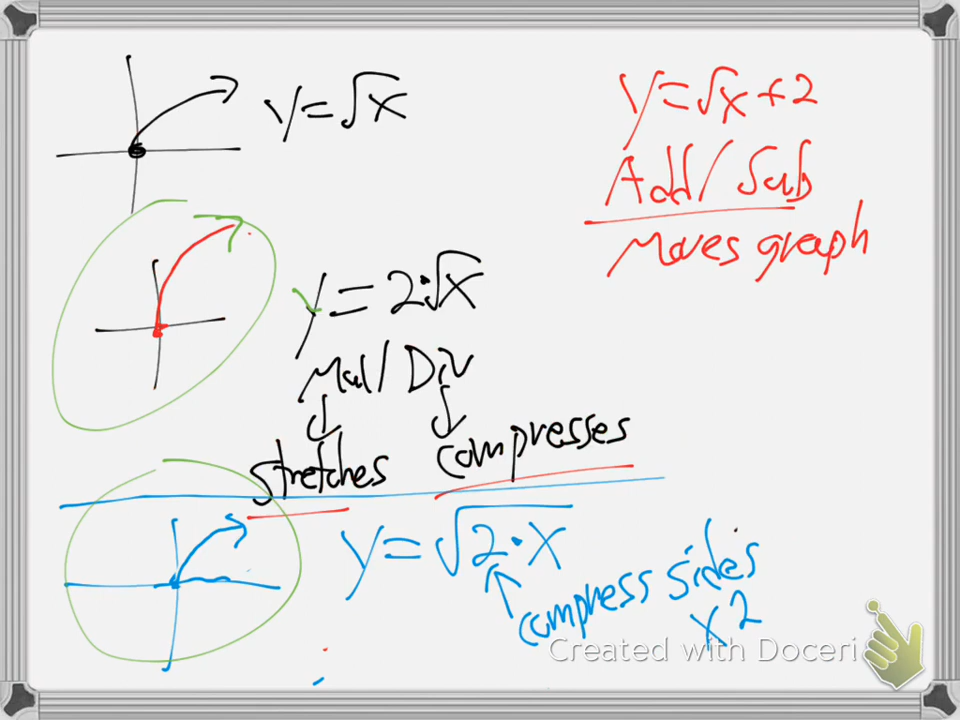 y=√x
y=√x+2
Add/Sub
Moves graph
y=2·√x
Mul/Div
↓ ↓
stretches compresses
y=√2·x
compress sides
x2
Created with Doceri